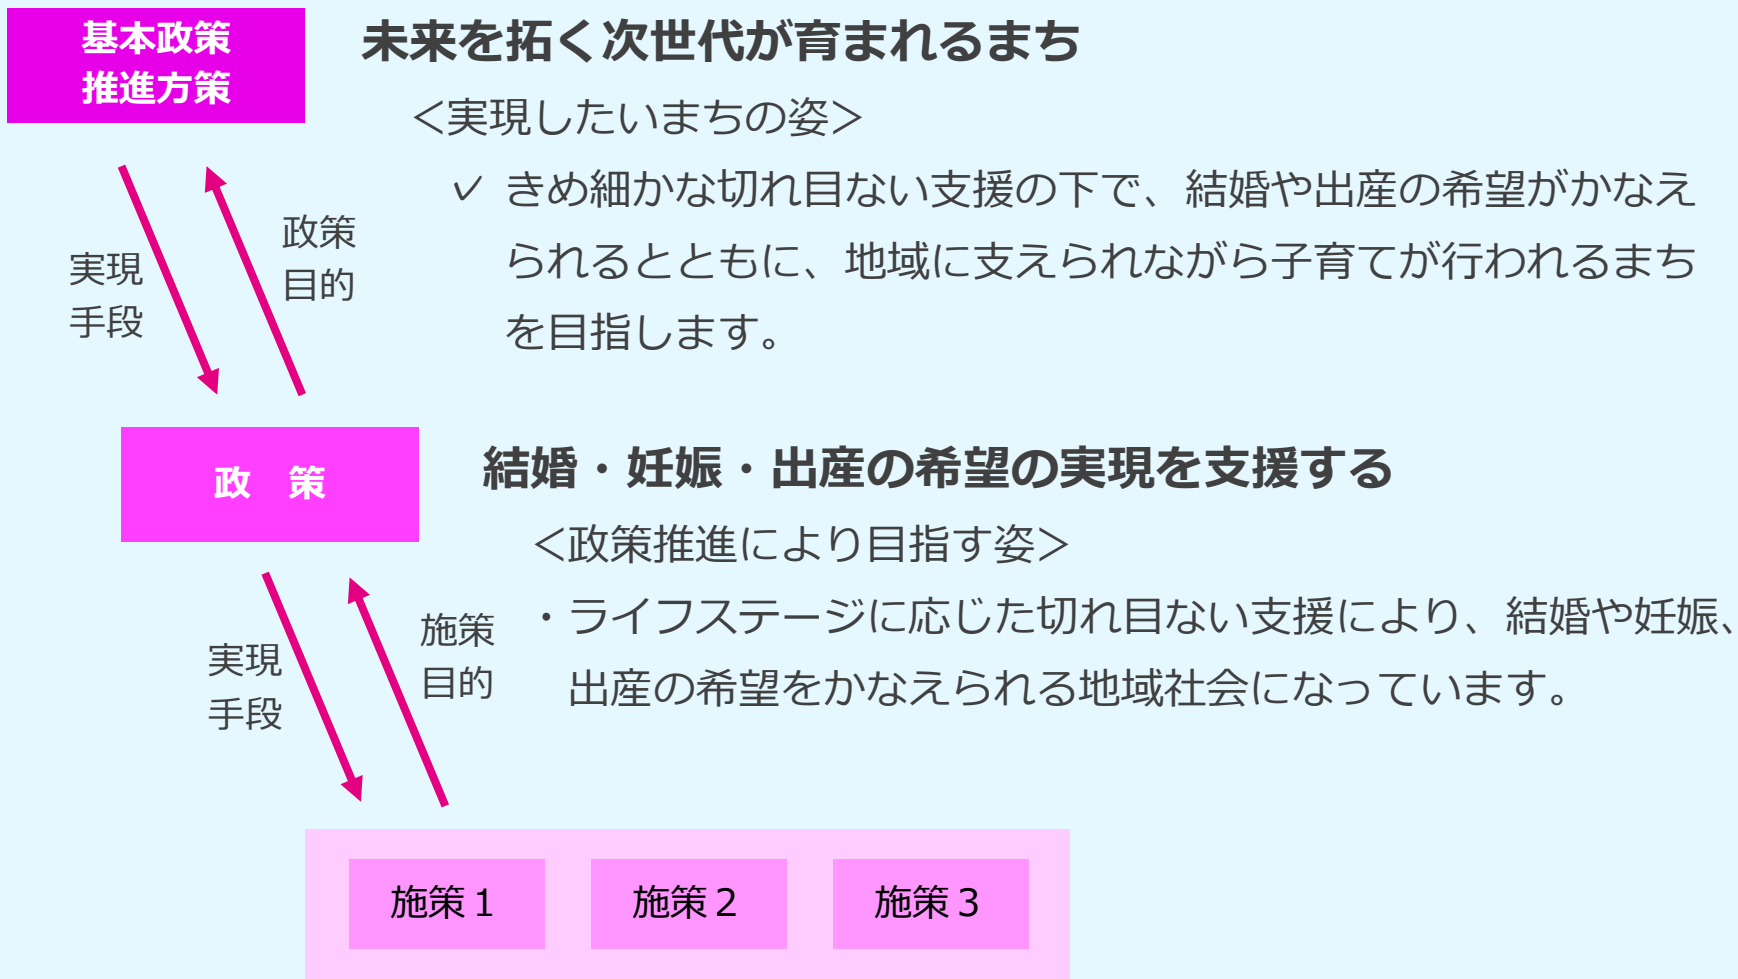 基本政策
推進方策
未来を拓く次世代が育まれるまち
＜実現したいまちの姿＞
✓ きめ細かな切れ目ない支援の下で、結婚や出産の希望がかなえ
られるとともに、地域に支えられながら子育てが行われるまち
を目指します。
政策
目的
実現
手段
政　策
結婚・妊娠・出産の希望の実現を支援する
＜政策推進により目指す姿＞
・ライフステージに応じた切れ目ない支援により、結婚や妊娠、
出産の希望をかなえられる地域社会になっています。
施策
目的
実現
手段
施策１
施策２
施策３